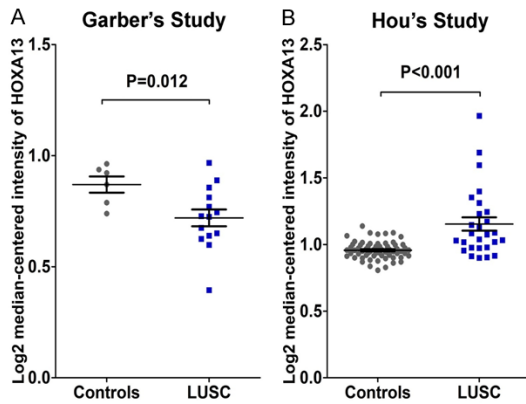 A
Garber's Study
Log2 median-centered intensity of HOXA13
1.5
1.0
0.5
0.0
P=0.012
Controls
LUSC
B
Hou's Study
Log2 median-centered intensity of HOXA13
2.5
2.0
1.5
1.0
0.5
0.0
P<0.001
Controls
LUSC